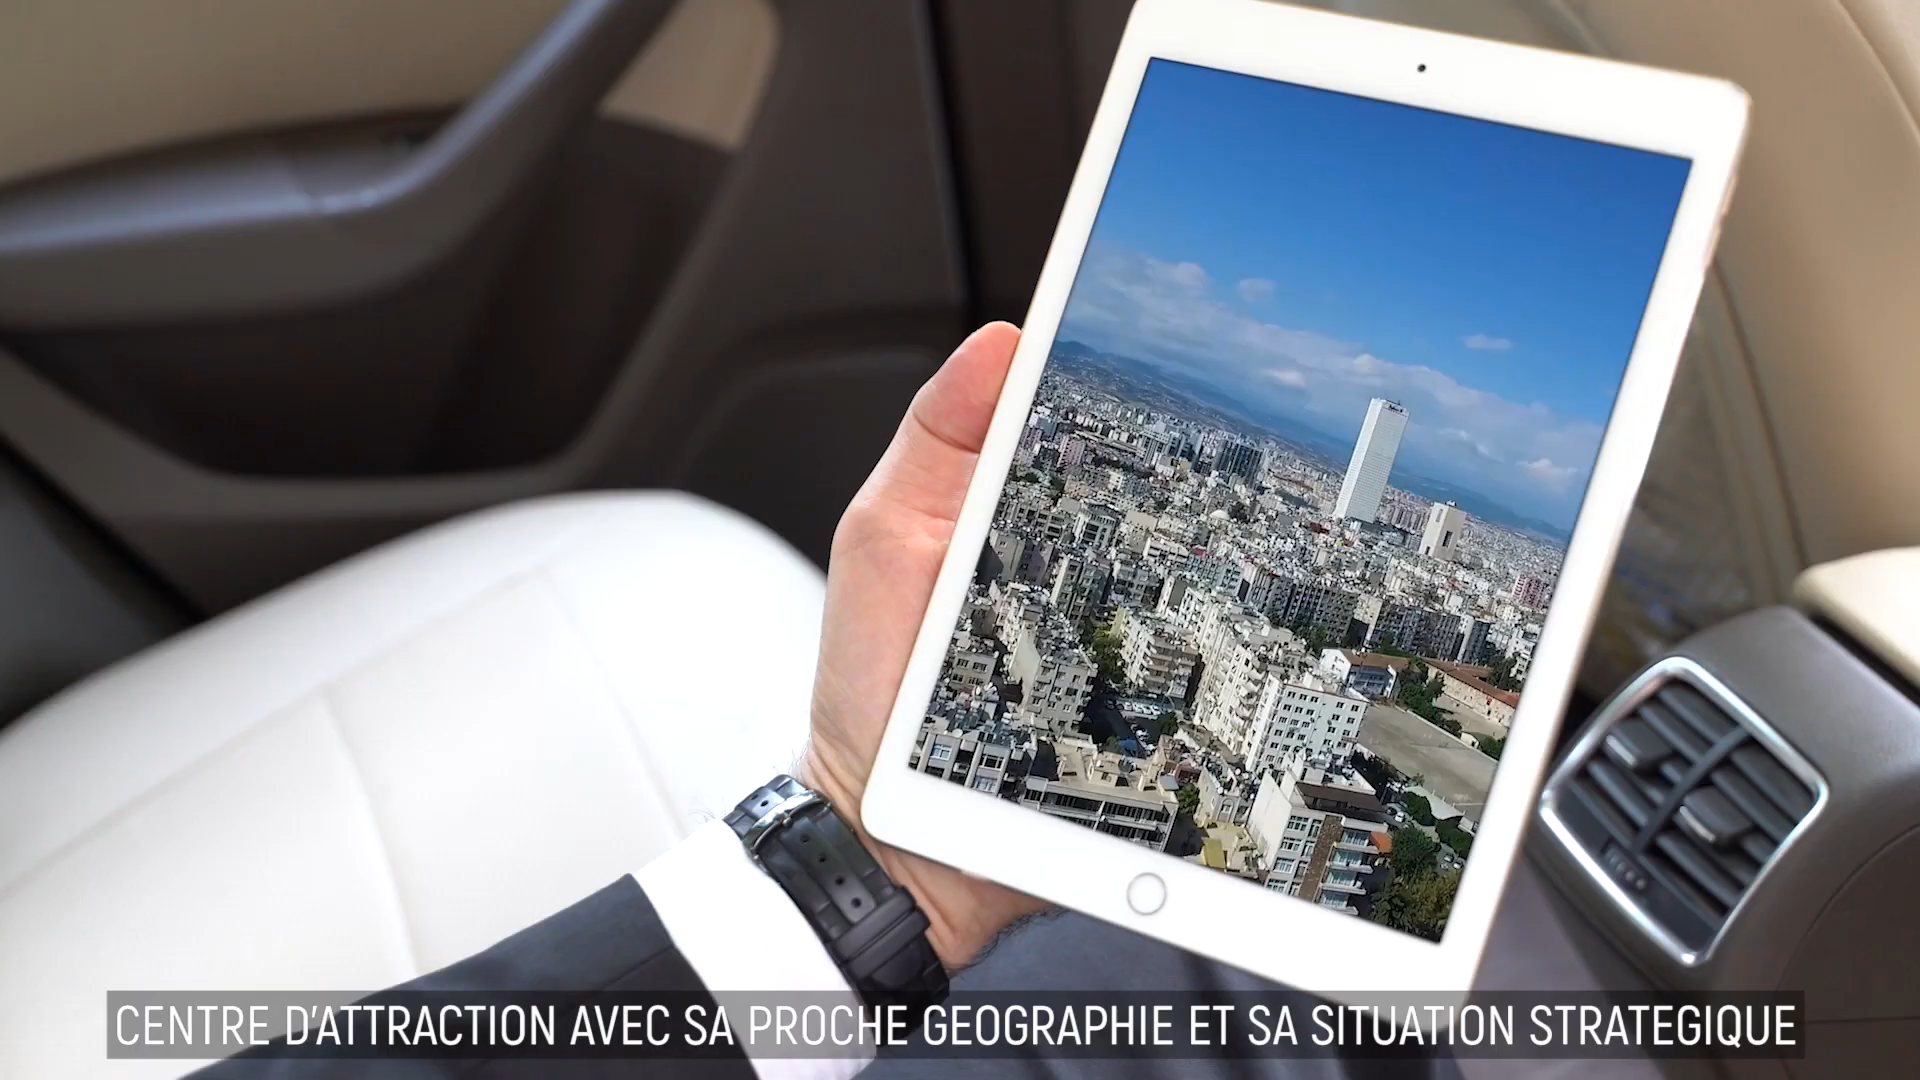 CENTRE D'ATTRACTION AVEC SA PROCHE GEOGRAPHIE ET SA SITUATION STRATEGIQUE